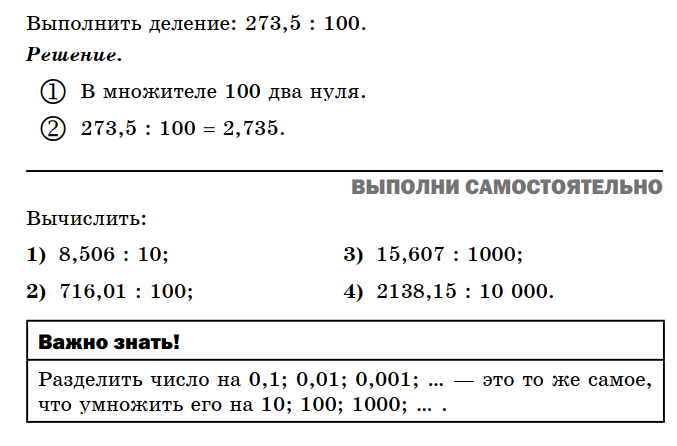 Выполнить деление: 273,5 : 100.
Решение.
① В множителе 100 два нуля.
② 273,5 : 100 = 2,735.
ВЫПОЛНИ САМОСТОЯТЕЛЬНО
Вычислить:
1) 8,506 : 10; 3) 15,607 : 1000;
2) 716,01 : 100; 4) 2138,15 : 10 000.
Важно знать!
Разделить число на 0,1; 0,01; 0,001; ... — это то же самое,
что умножить его на 10; 100; 1000; ... .